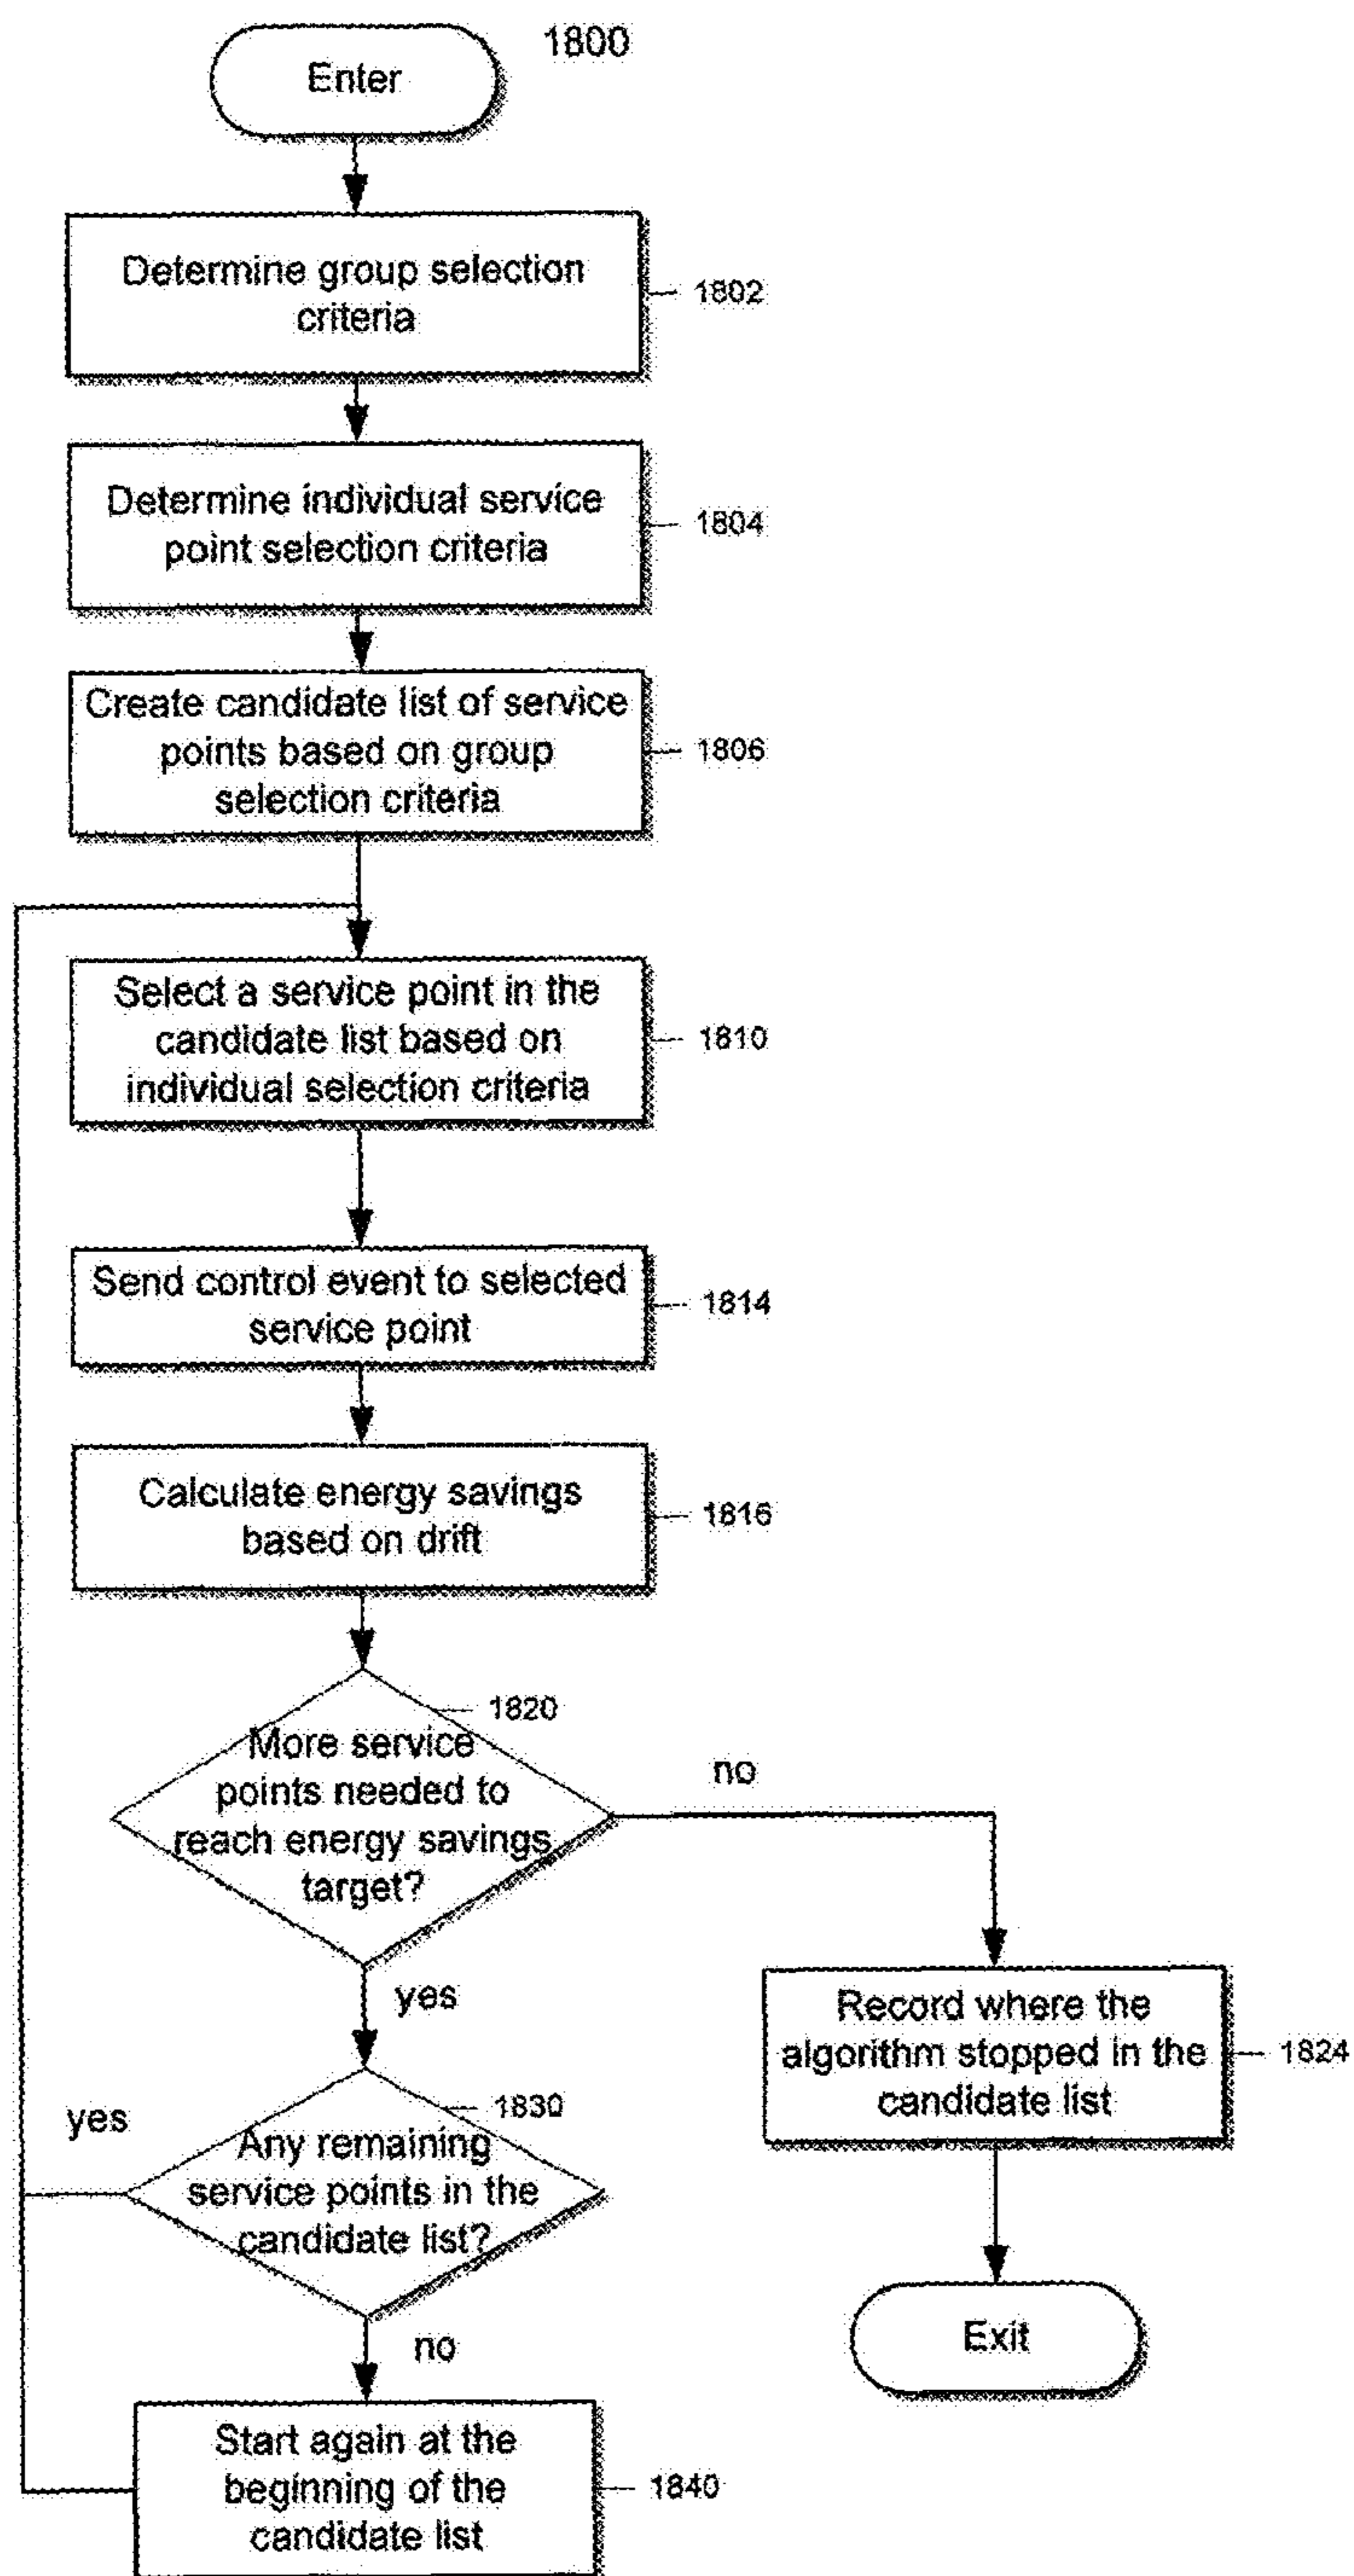 1800
Enter
Determine group selection
criteria
1802
Determine individual service
point selection criteria
1804
Create candidate list of service
points based on group
selection criteria
1806
Select a service point in the
candidate list based on
individual selection criteria
1810
Send control event to selected
service point
1814
Calculate energy savings
based on drift
1816
1820
More service
points needed to
reach energy savings
target?
no
yes
Record where the
algorithm stopped in the
candidate list
1824
yes
1830
Any remaining
service points in the
candidate list?
Exit
no
Start again at the
beginning of the
candidate list
1840